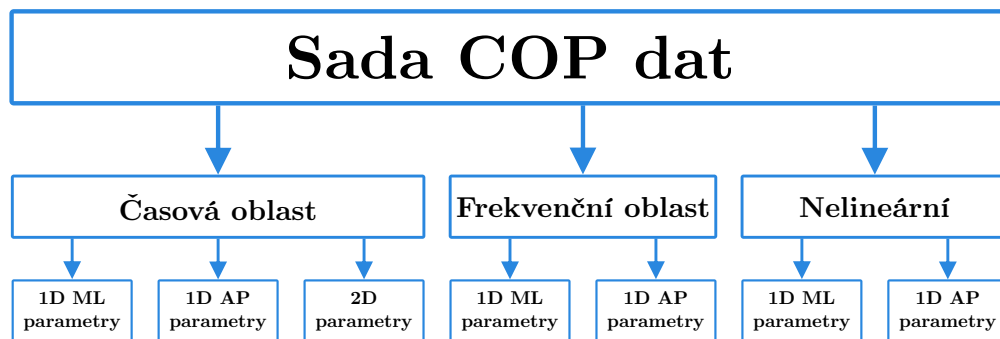 Sada COP dat
Časová oblast
Frekvenční oblast
Nelineární
1D ML
parametry
1D AP
parametry
2D
parametry
1D ML
parametry
1D AP
parametry
1D ML
parametry
1D AP
parametry